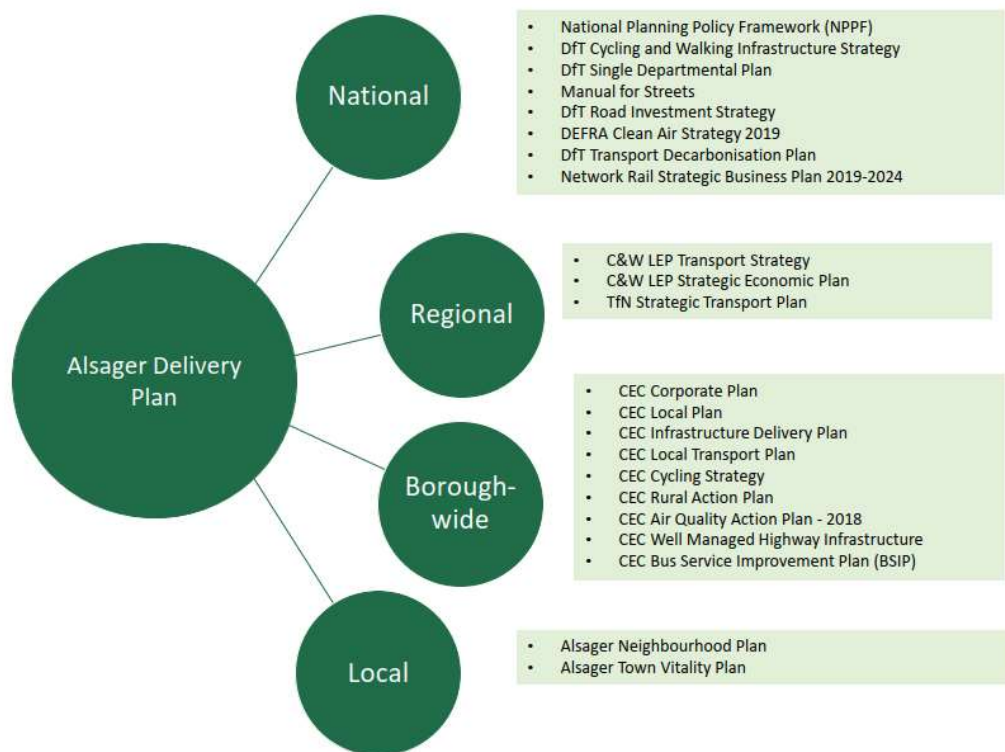 National
• National Planning Policy Framework (NPPF)
• DfT Cycling and Walking Infrastructure Strategy
• DfT Single Departmental Plan
• Manual for Streets
• DfT Road Investment Strategy
• DEFRA Clean Air Strategy 2019
• DfT Transport Decarbonisation Plan
• Network Rail Strategic Business Plan 2019-2024
Regional
• C&W LEP Transport Strategy
• C&W LEP Strategic Economic Plan
• TfN Strategic Transport Plan
Alsager Delivery
Plan
Borough-
wide
• CEC Corporate Plan
• CEC Local Plan
• CEC Infrastructure Delivery Plan
• CEC Local Transport Plan
• CEC Cycling Strategy
• CEC Rural Action Plan
• CEC Air Quality Action Plan - 2018
• CEC Well Managed Highway Infrastructure
• CEC Bus Service Improvement Plan (BSIP)
Local
• Alsager Neighbourhood Plan
• Alsager Town Vitality Plan